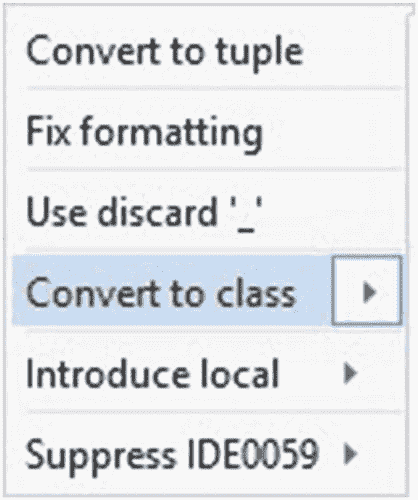 Convert to tuple
Fix formatting
Use discard '_'
Convert to class
Introduce local
Suppress IDE0059